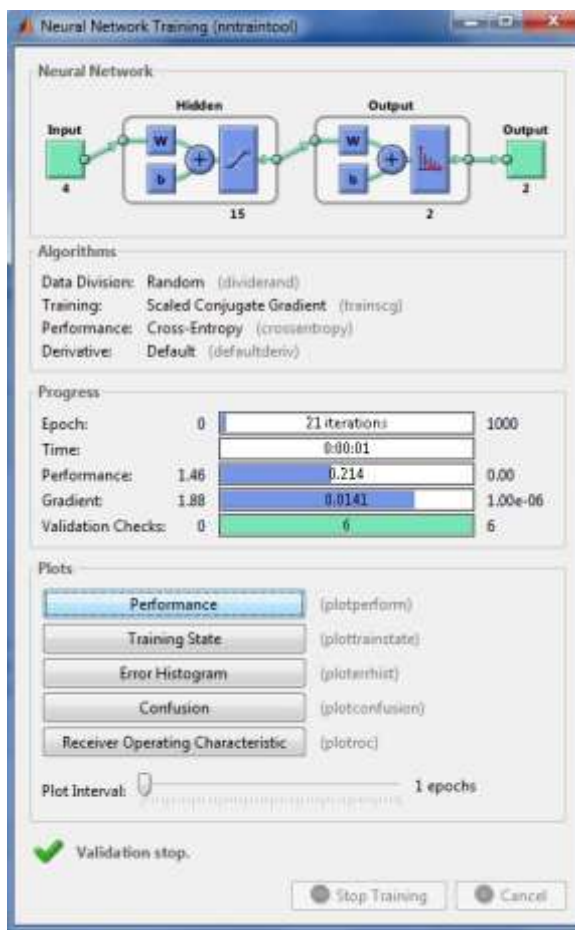 Neural Network Training (nntraintool)
Neural Network
Hidden
Output
Input
W
b
+
W
b
+
Output
4
15
2
2
Algorithms
Data Division: Random (dividerand)
Training: Scaled Conjugate Gradient (trainscg)
Performance: Cross-Entropy (crossentropy)
Derivative: Default (defaultderiv)
Progress
Epoch: 0 21 iterations 1000
Time: 0:00:01
Performance: 1.46 0.214 0.00
Gradient: 1.88 0.0141 1.00e-06
Validation Checks: 0 6 6
Plots
Performance (plotperform)
Training State (plottrainstate)
Error Histogram (ploterrhist)
Confusion (plotconfusion)
Receiver Operating Characteristic (plotroc)
Plot Interval: 1 epochs
Validation stop.
Stop Training Cancel